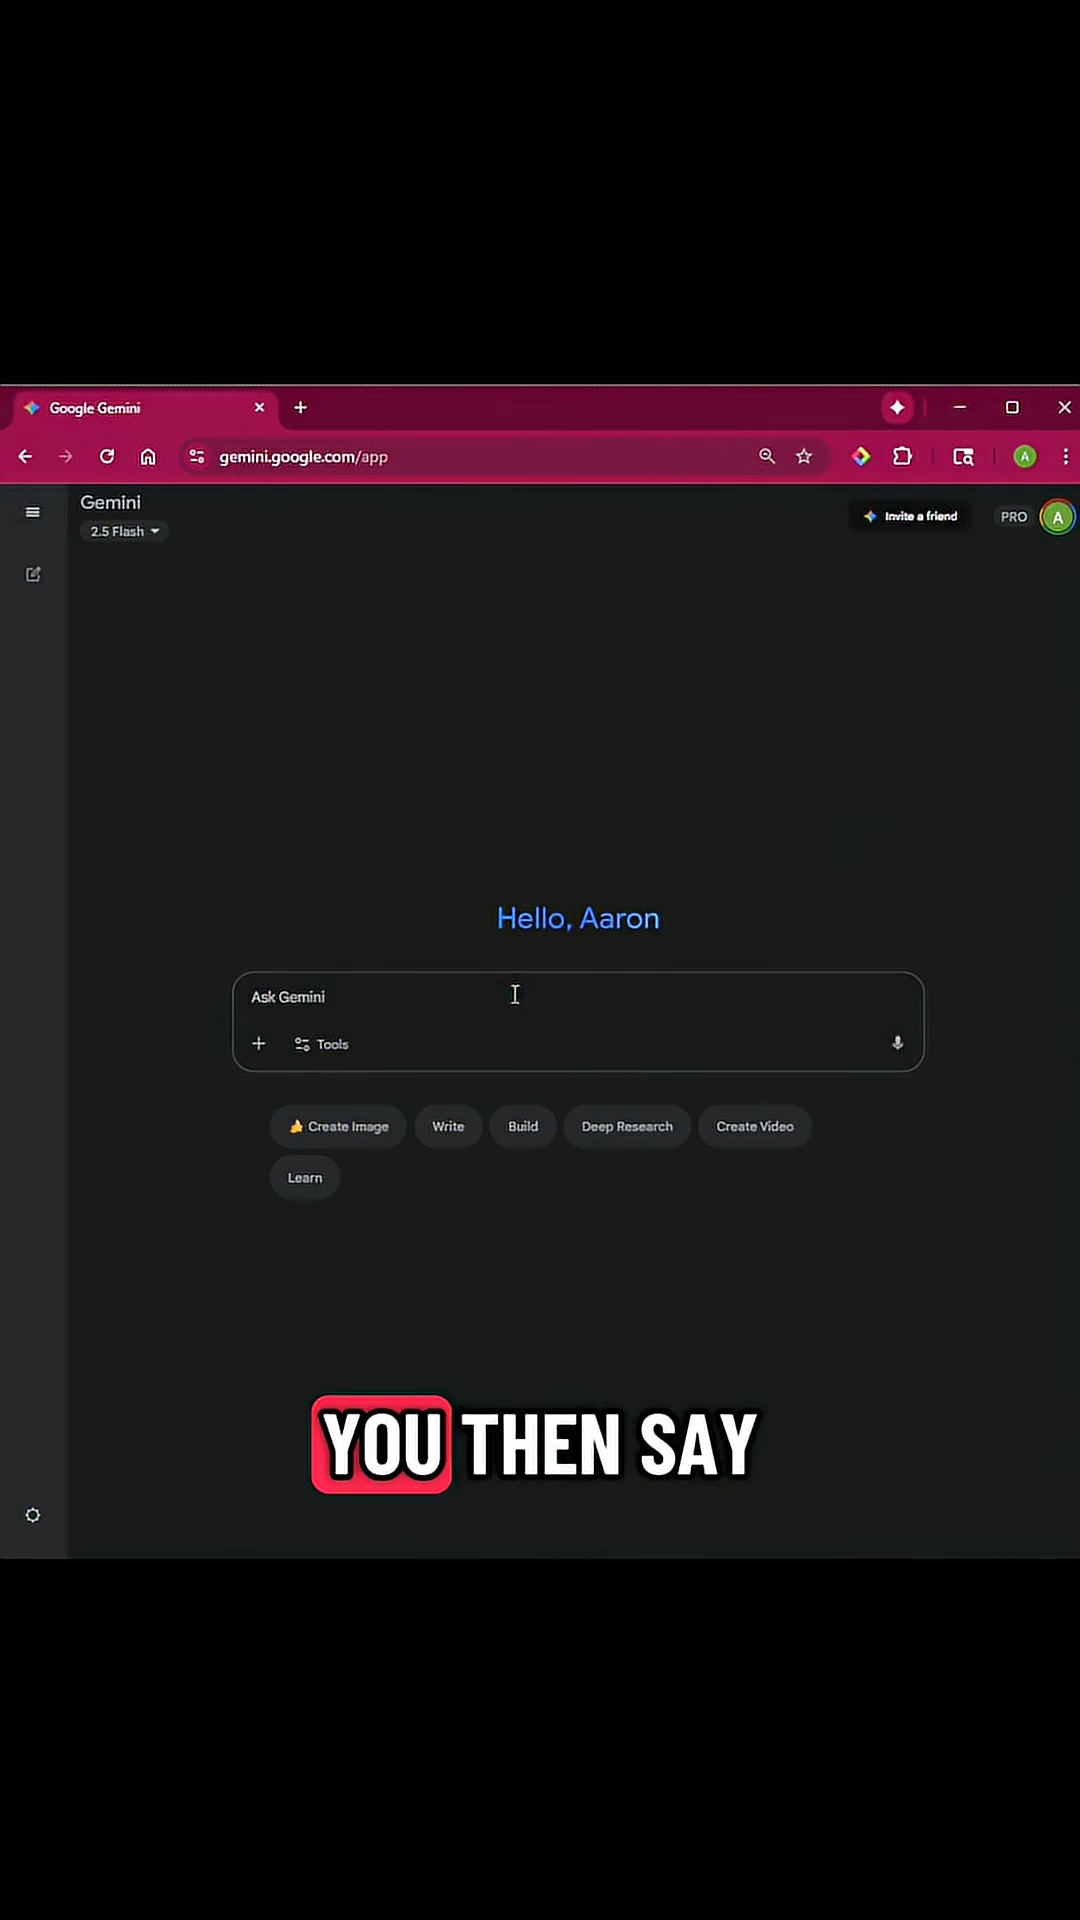 Google Gemini
gemini.google.com/app
A
Gemini
2.5 Flash
Invite a friend
PRO
A
Hello, Aaron
Ask Gemini
Tools
Create Image
Write
Build
Deep Research
Create Video
Learn
YOU THEN SAY